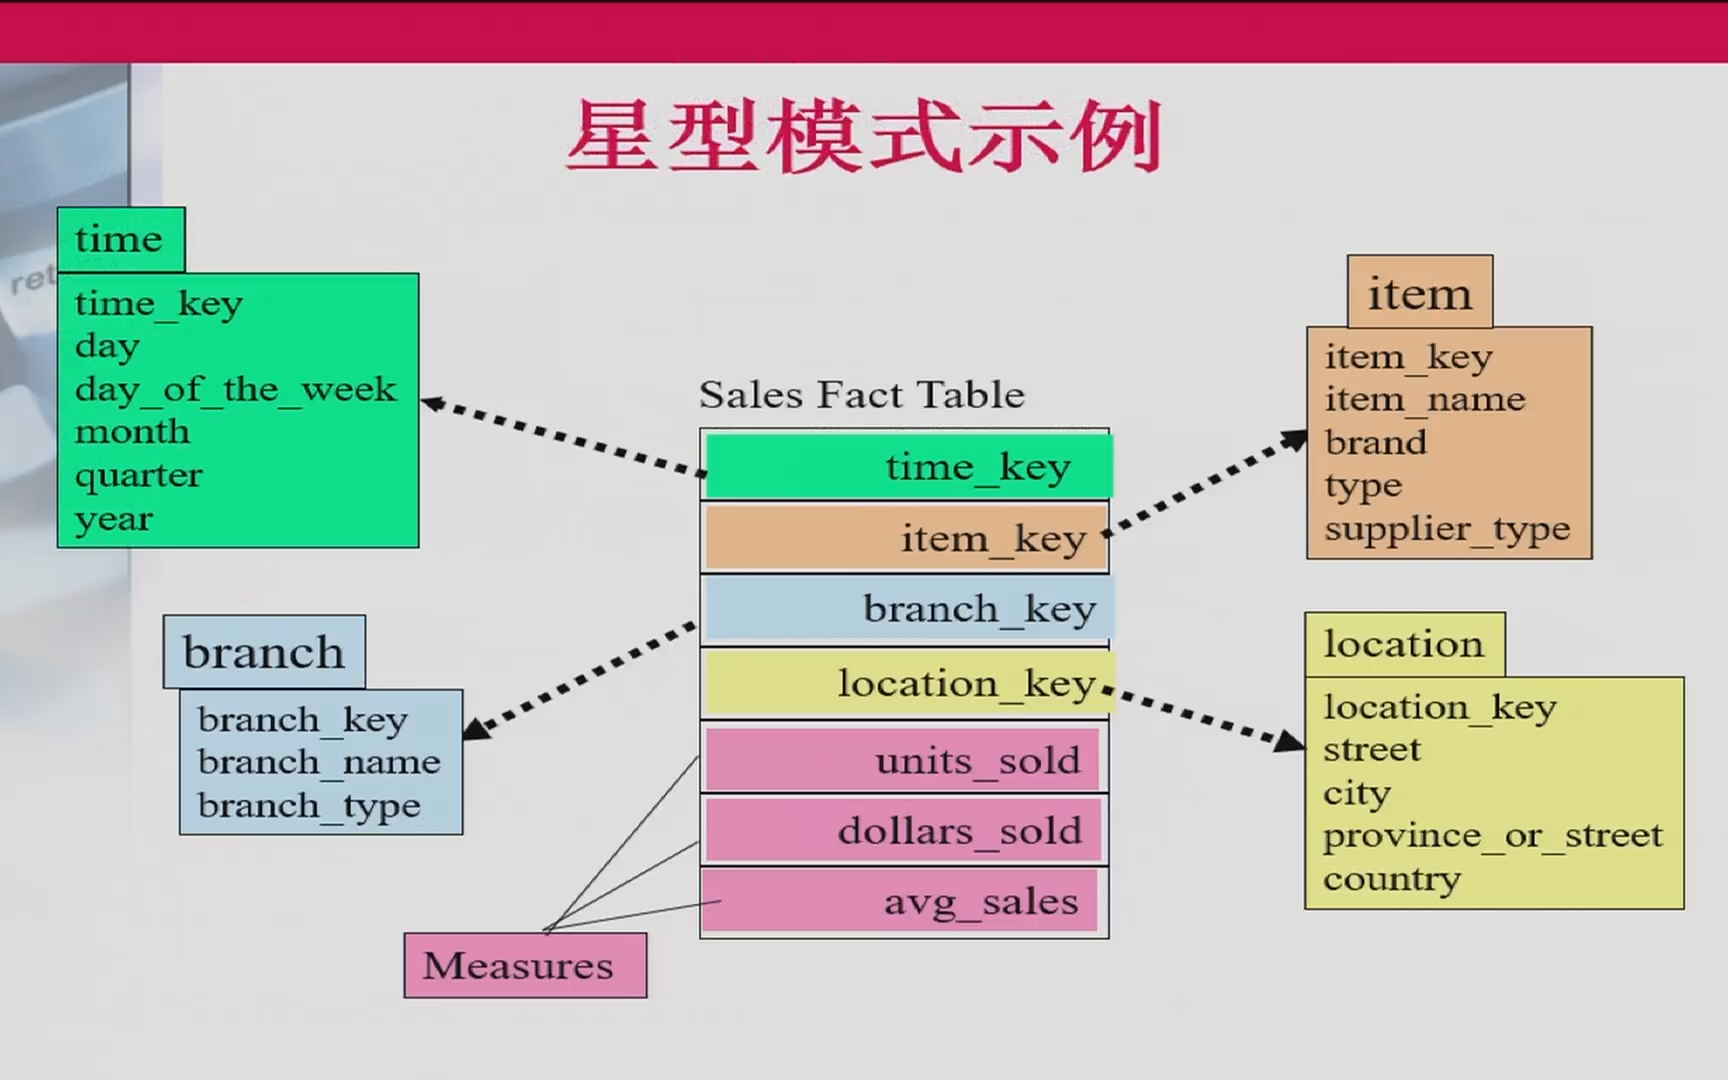 星型模式示例
ret
time
time_key
day
day_of_the_week
month
quarter
year
item
item_key
item_name
brand
type
supplier_type
Sales Fact Table
time_key
item_key
branch_key
location_key
units_sold
dollars_sold
avg_sales
branch
branch_key
branch_name
branch_type
location
location_key
street
city
province_or_street
country
Measures